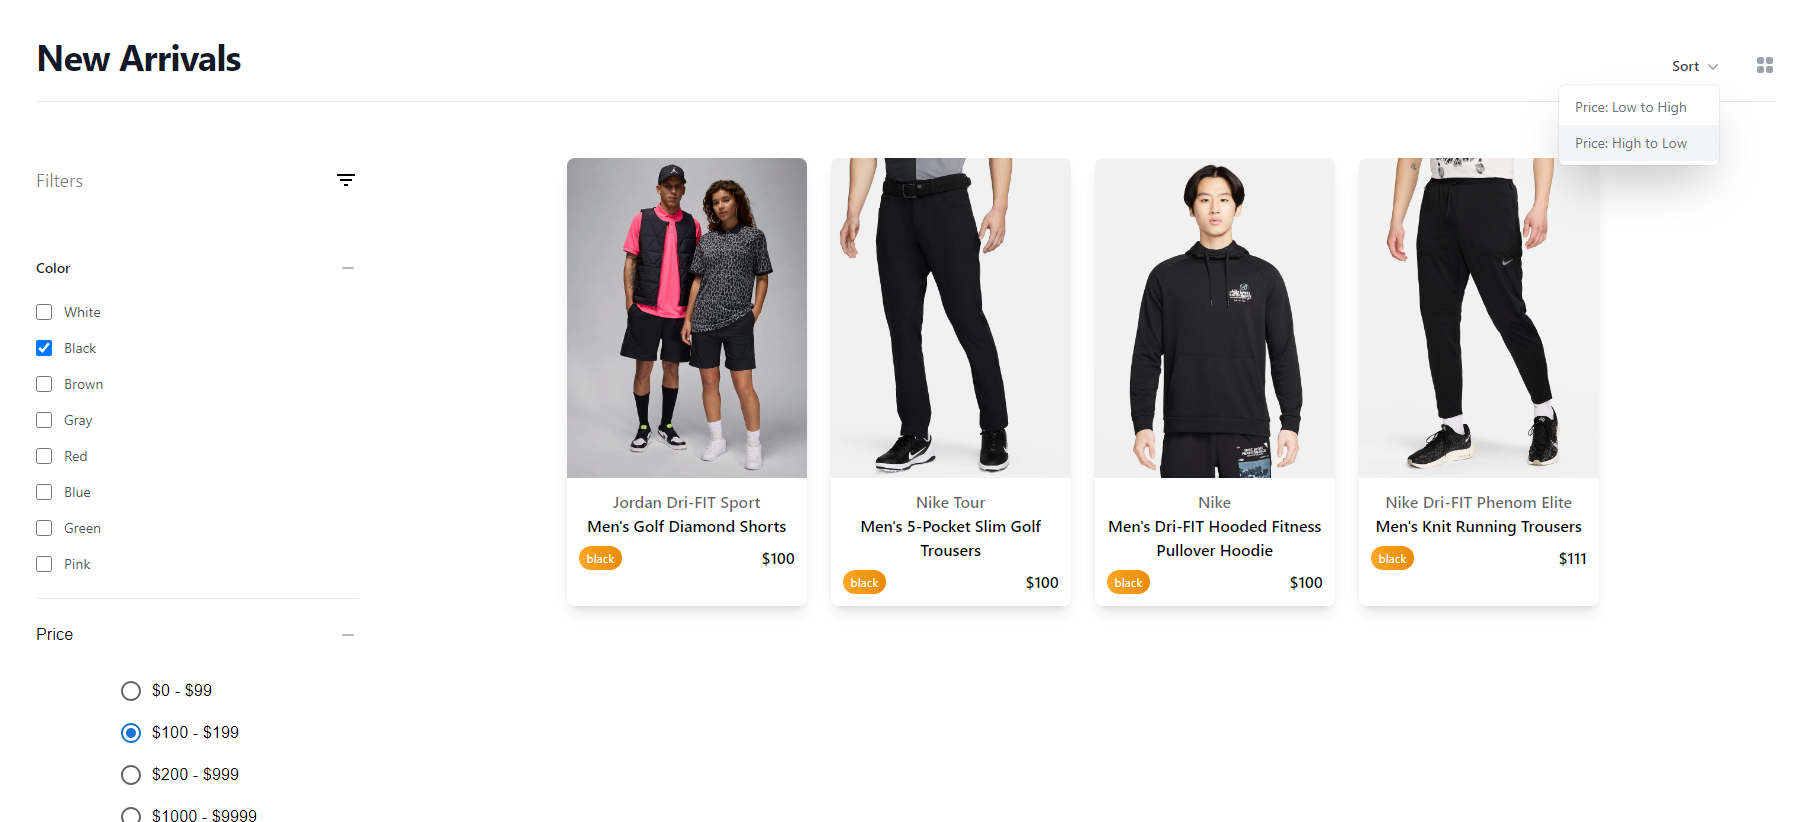 New Arrivals
Sort
Price: Low to High
Price: High to Low
Filters
Color
White
Black
Brown
Gray
Red
Blue
Green
Pink
Price
$0 - $99
$100 - $199
$200 - $999
$1000 - $9999
Jordan Dri-FIT Sport
Men's Golf Diamond Shorts
black
$100
Nike Tour
Men's 5-Pocket Slim Golf
Trousers
black
$100
Nike
Men's Dri-FIT Hooded Fitness
Pullover Hoodie
black
$100
Nike Dri-FIT Phenom Elite
Men's Knit Running Trousers
black
$111